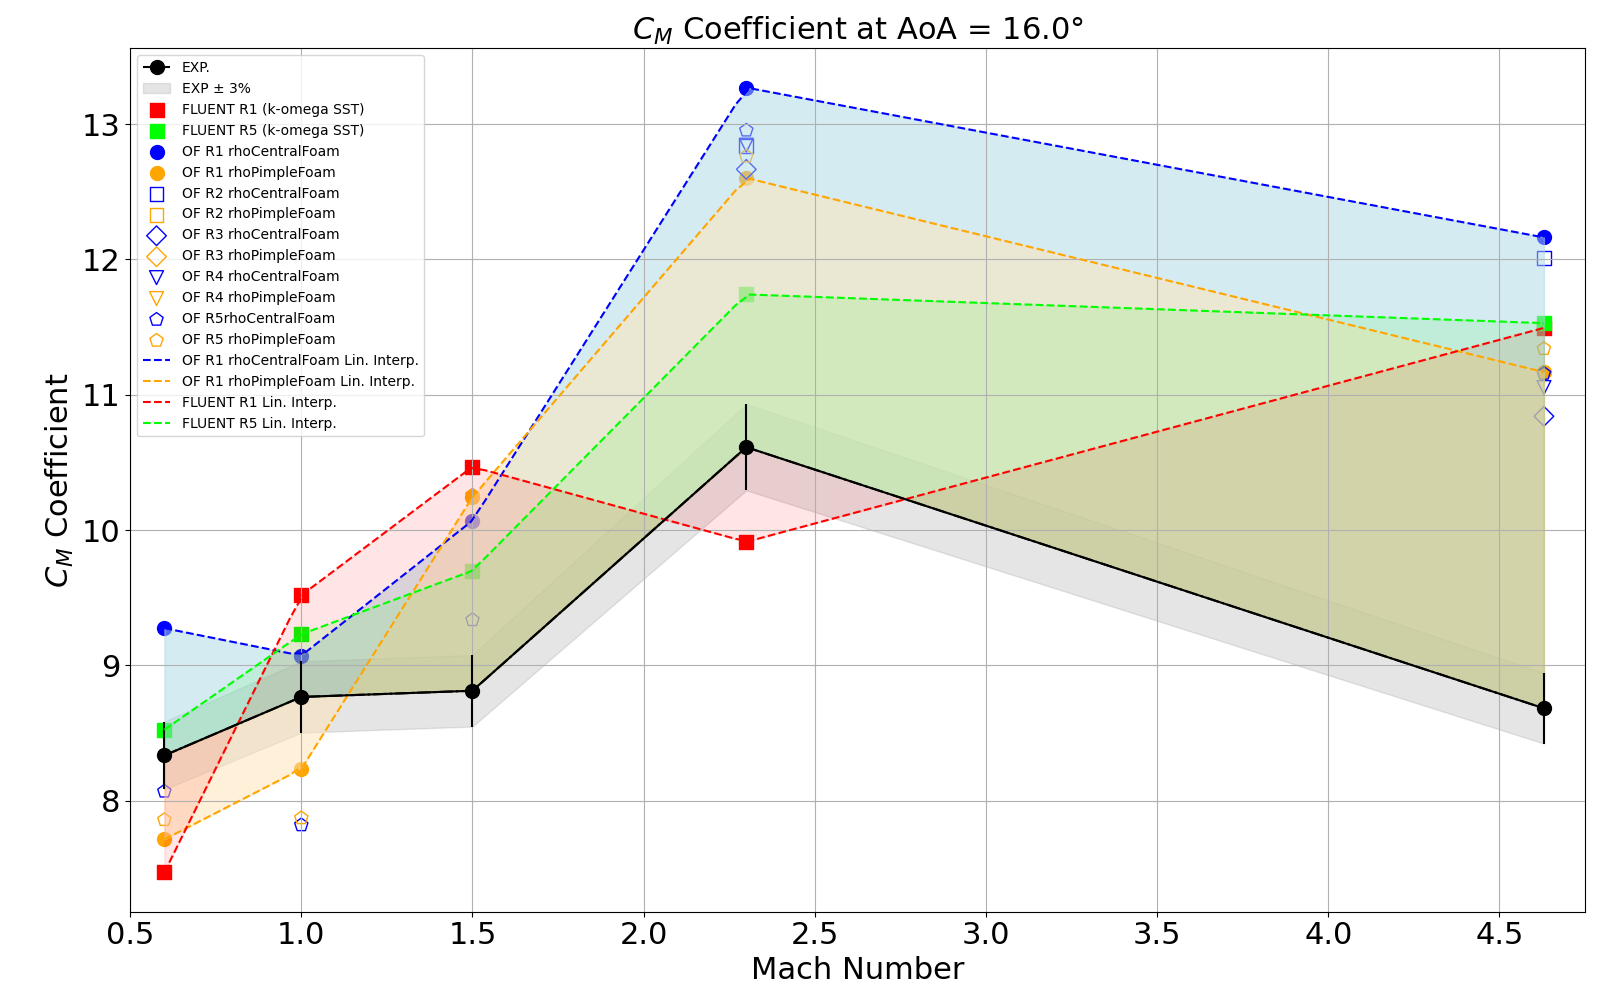 C_M Coefficient at AoA = 16.0°
EXP.
EXP ± 3%
FLUENT R1 (k-omega SST)
FLUENT R5 (k-omega SST)
OF R1 rhoCentralFoam
OF R1 rhoPimpleFoam
OF R2 rhoCentralFoam
OF R2 rhoPimpleFoam
OF R3 rhoCentralFoam
OF R3 rhoPimpleFoam
OF R4 rhoCentralFoam
OF R4 rhoPimpleFoam
OF R5rhoCentralFoam
OF R5 rhoPimpleFoam
OF R1 rhoCentralFoam Lin. Interp.
OF R1 rhoPimpleFoam Lin. Interp.
FLUENT R1 Lin. Interp.
FLUENT R5 Lin. Interp.
C_M Coefficient
13
12
11
10
9
8
0.5 1.0 1.5 2.0 2.5 3.0 3.5 4.0 4.5
Mach Number